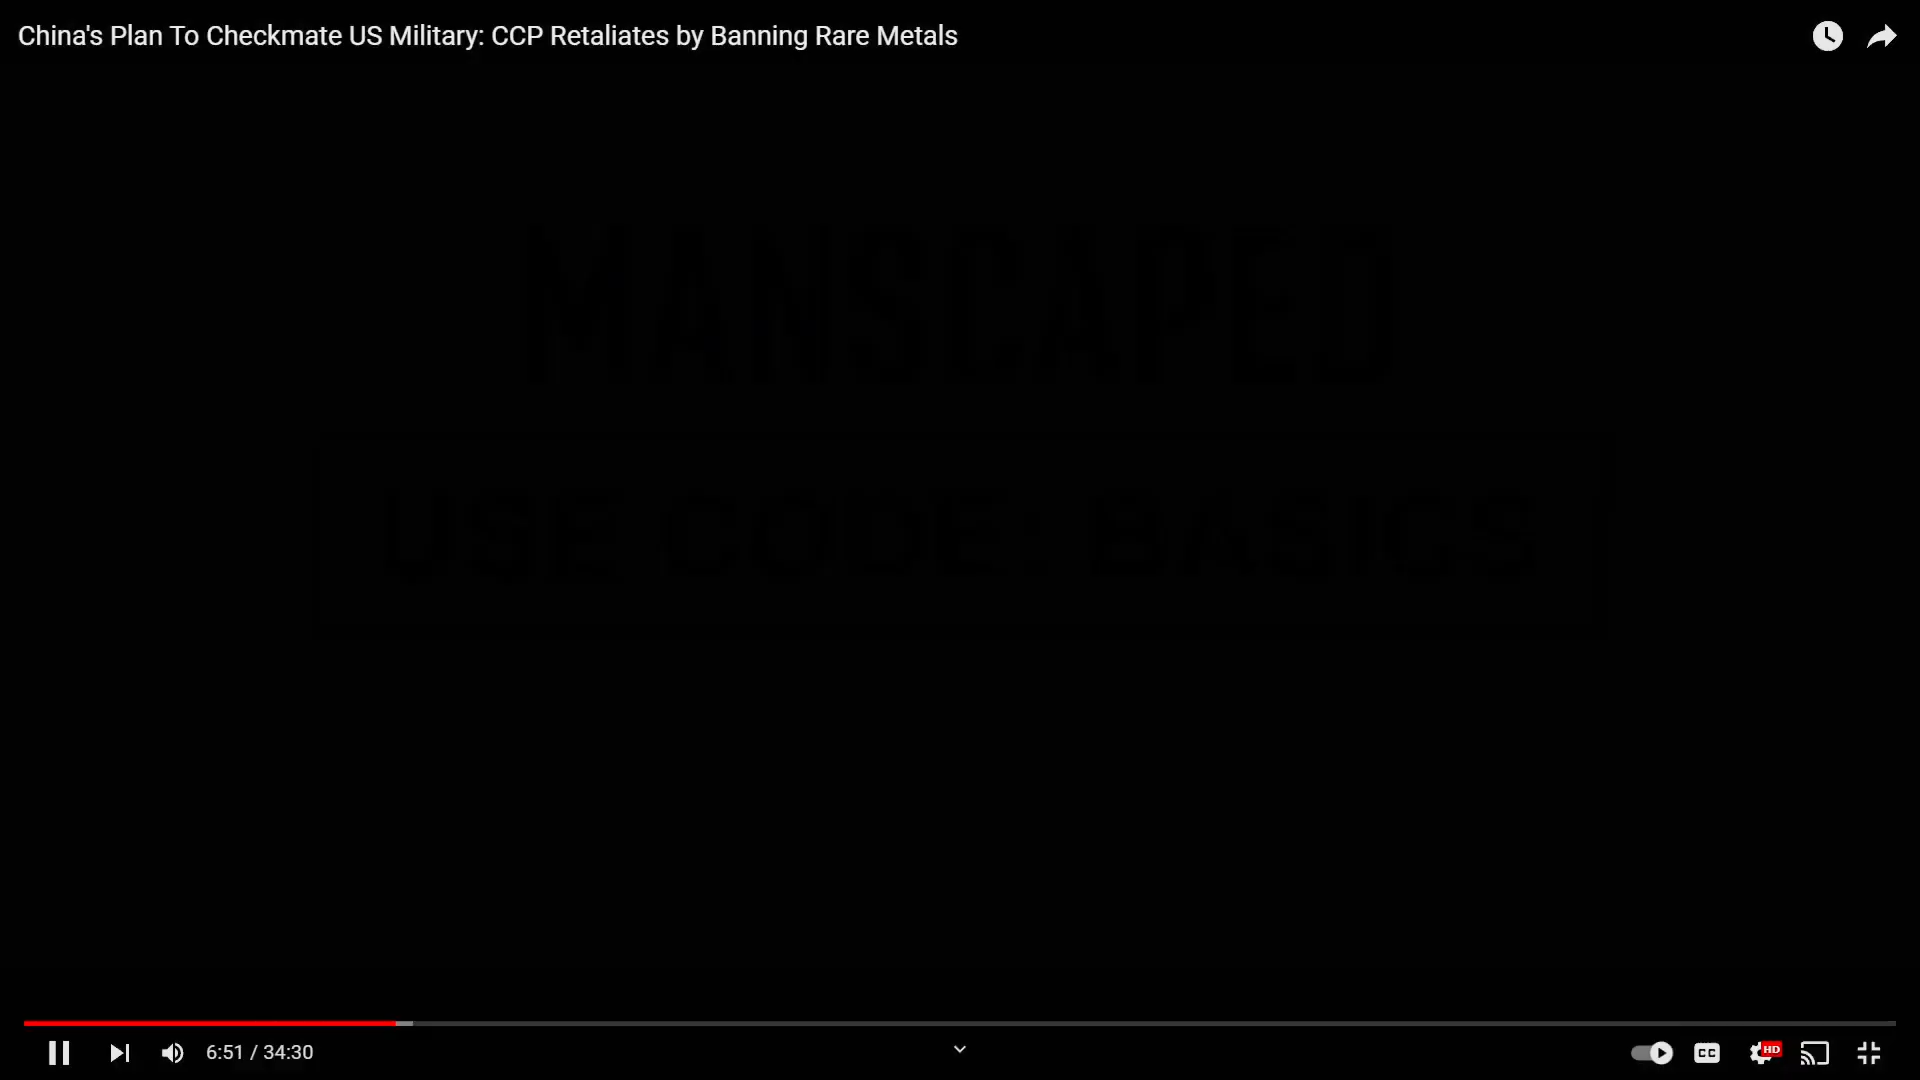 China's Plan To Checkmate US Military: CCP Retaliates by Banning Rare Metals
MANSCAPED
USE CODE: BASICS
6:51 / 34:30
CC
HD